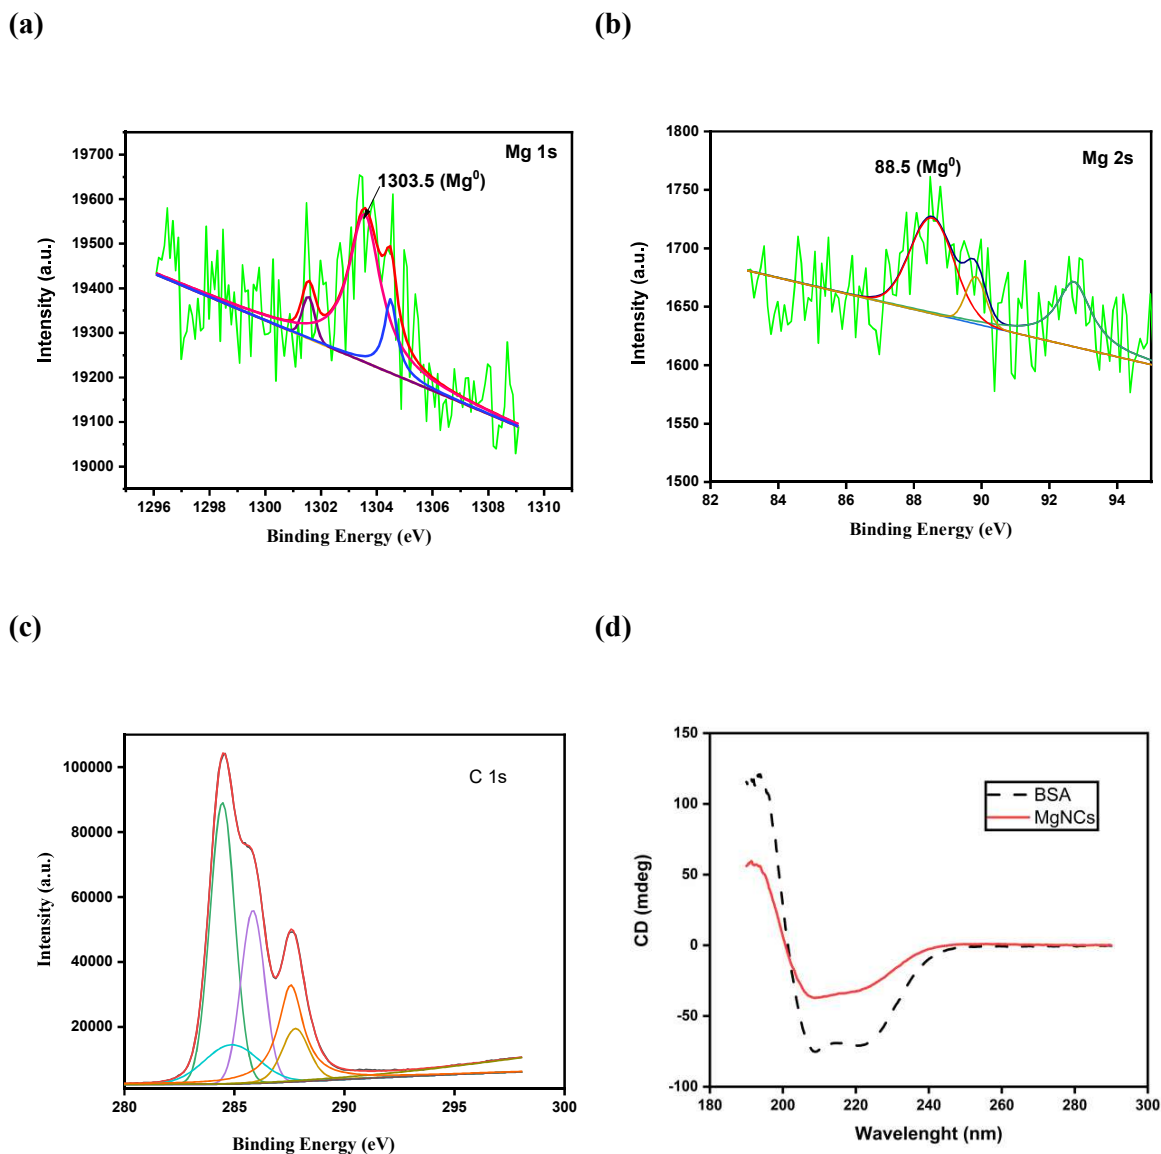 (a)
(b)
Mg 1s
1303.5 (Mg⁰)
19700
19600
19500
19400
19300
19200
19100
19000
Intensity (a.u.)
1296
1298
1300
1302
1304
1306
1308
1310
Binding Energy (eV)
Mg 2s
88.5 (Mg⁰)
1800
1750
1700
1650
1600
1550
1500
Intensity (a.u.)
82
84
86
88
90
92
94
Binding Energy (eV)
(c)
(d)
C 1s
100000
80000
60000
40000
20000
Intensity (a.u.)
280
285
290
295
300
Binding Energy (eV)
BSA
MgNCs
150
100
50
0
-50
-100
CD (mdeg)
180
200
220
240
260
280
300
Wavelenght (nm)